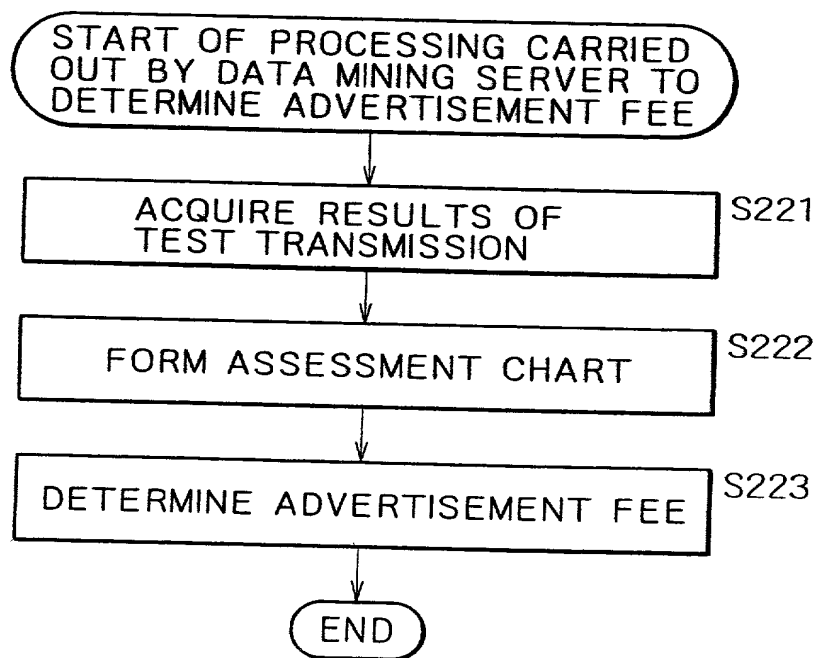 START OF PROCESSING CARRIED
OUT BY DATA MINING SERVER TO
DETERMINE ADVERTISEMENT FEE
ACQUIRE RESULTS OF
TEST TRANSMISSION
S221
FORM ASSESSMENT CHART
S222
DETERMINE ADVERTISEMENT FEE
S223
END